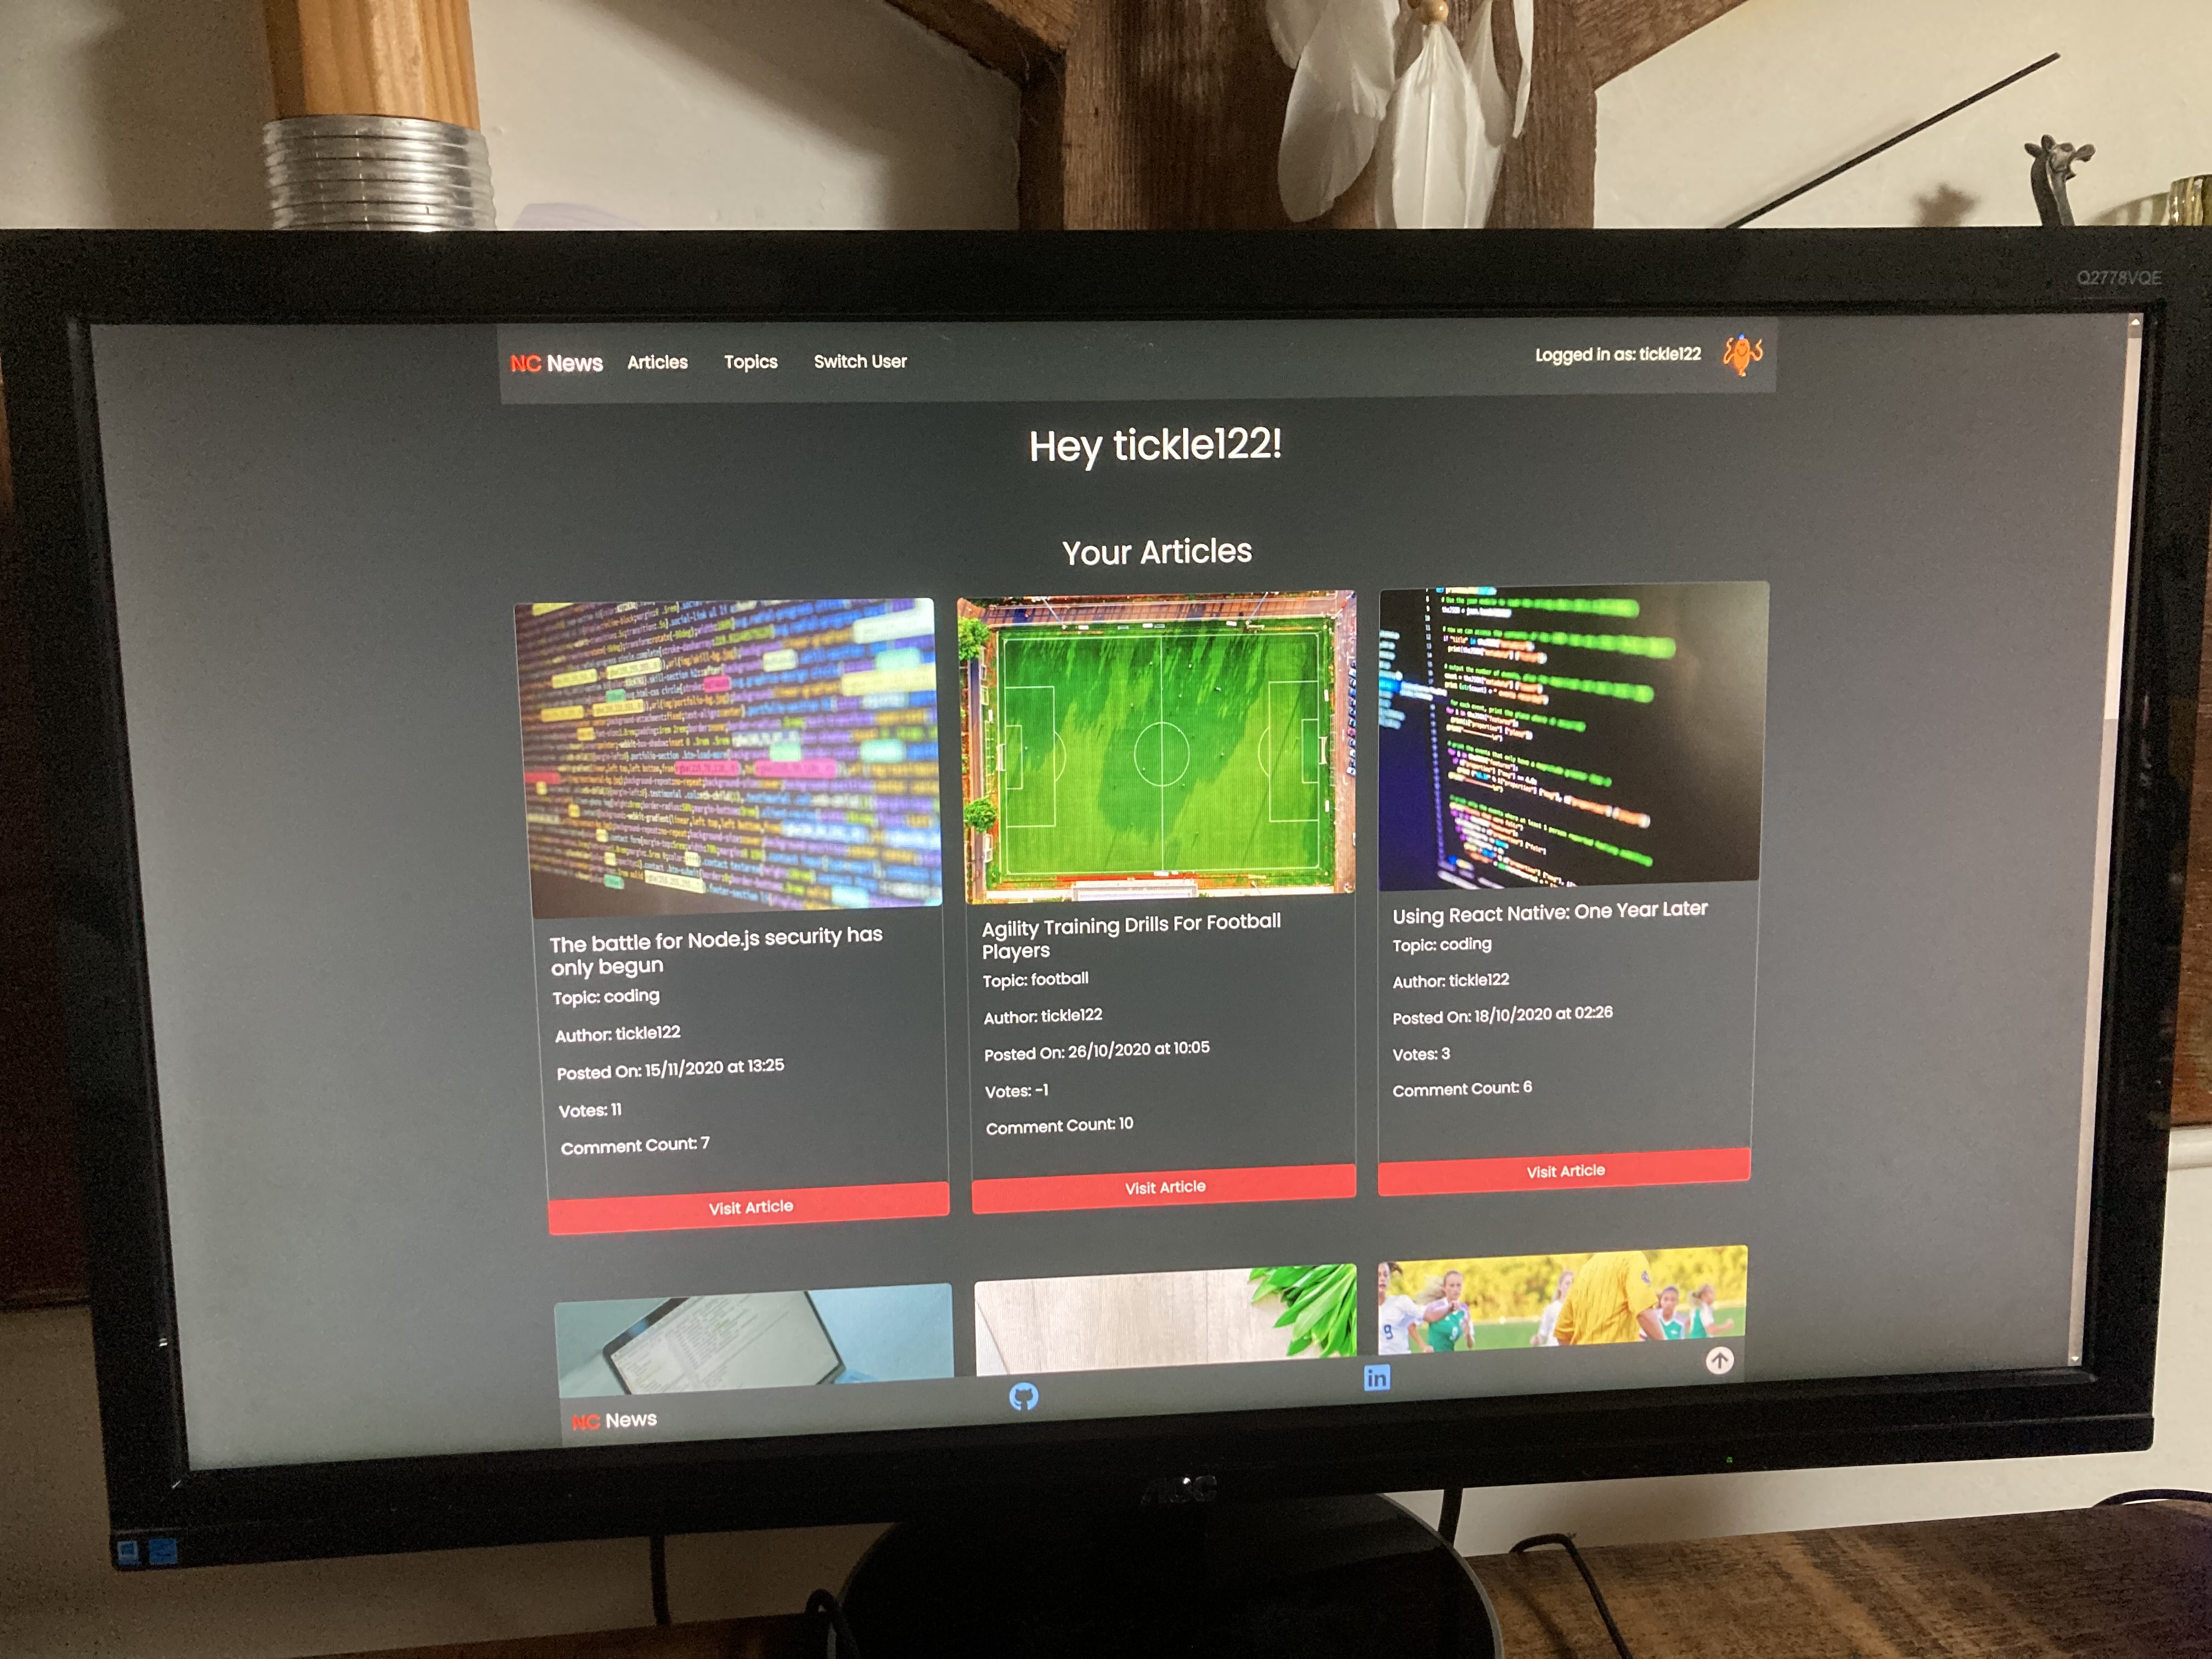 Q2778VQE
NC News Articles Topics Switch User Logged in as: tickle122
Hey tickle122!
Your Articles
The battle for Node.js security has
only begun
Topic: coding
Author: tickle122
Posted On: 15/11/2020 at 13:25
Votes: 11
Comment Count: 7
Visit Article
Agility Training Drills For Football
Players
Topic: football
Author: tickle122
Posted On: 26/10/2020 at 10:05
Votes: -1
Comment Count: 10
Visit Article
Using React Native: One Year Later
Topic: coding
Author: tickle122
Posted On: 18/10/2020 at 02:26
Votes: 3
Comment Count: 6
Visit Article
9
NC News
in
AOC